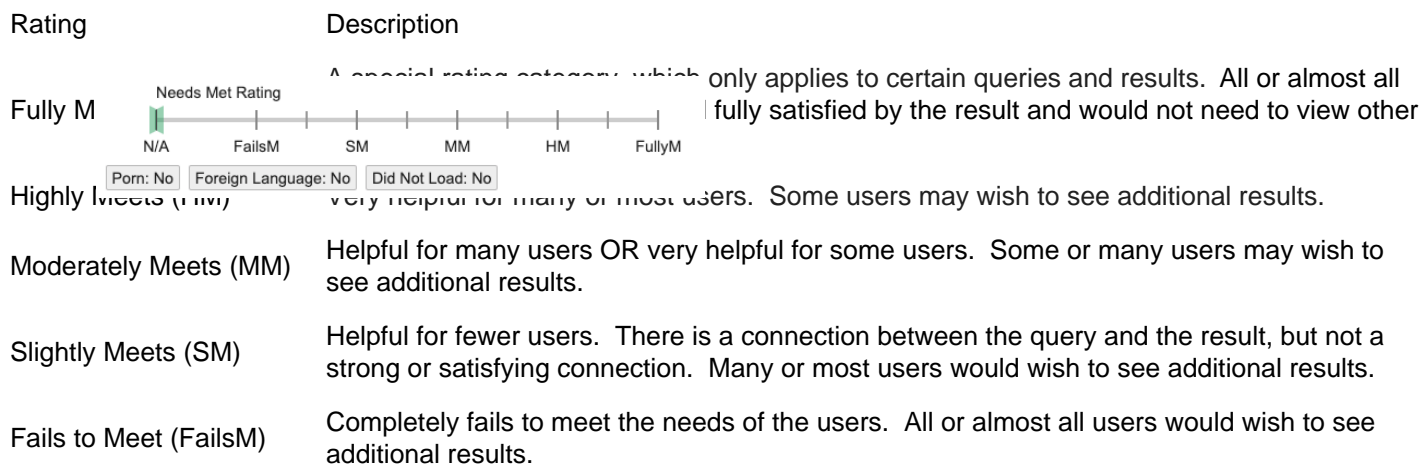 Rating Description
only applies to certain queries and results. All or almost all
Fully M fully satisfied by the result and would not need to view other
Needs Met Rating
N/A FailsM SM MM HM FullyM
Porn: No Foreign Language: No Did Not Load: No
Highly Meets (HM) Very helpful for many or most users. Some users may wish to see additional results.
Moderately Meets (MM)
Helpful for many users OR very helpful for some users. Some or many users may wish to
see additional results.
Slightly Meets (SM)
Helpful for fewer users. There is a connection between the query and the result, but not a
strong or satisfying connection. Many or most users would wish to see additional results.
Fails to Meet (FailsM)
Completely fails to meet the needs of the users. All or almost all users would wish to see
additional results.